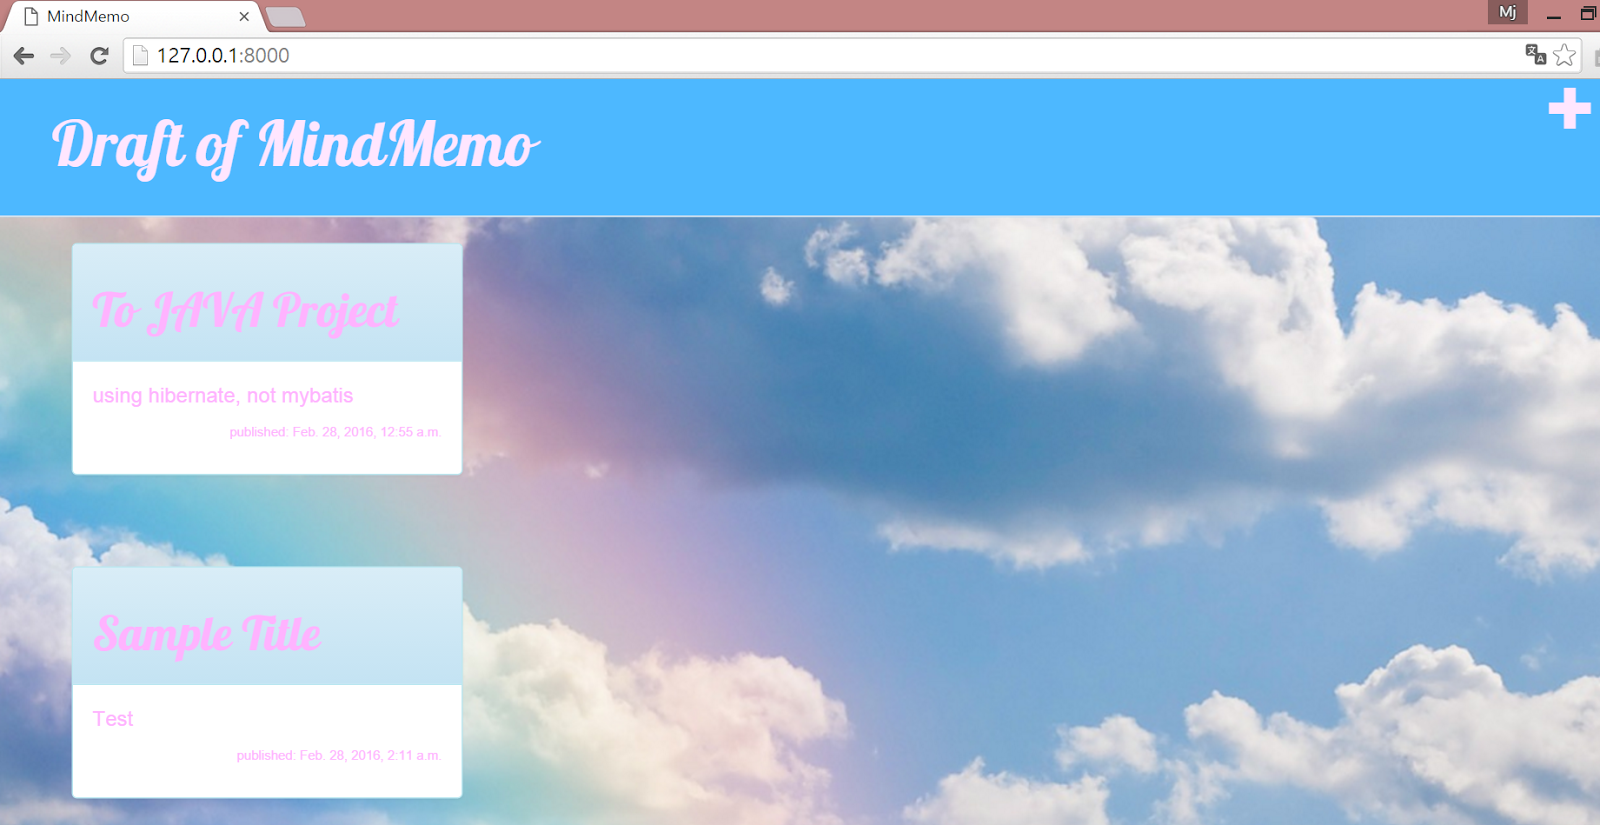 MindMemo
Mj
127.0.0.1:8000
Draft of MindMemo
To JAVA Project
using hibernate, not mybatis
published: Feb. 28, 2016, 12:55 a.m.
Sample Title
Test
published: Feb. 28, 2016, 2:11 a.m.